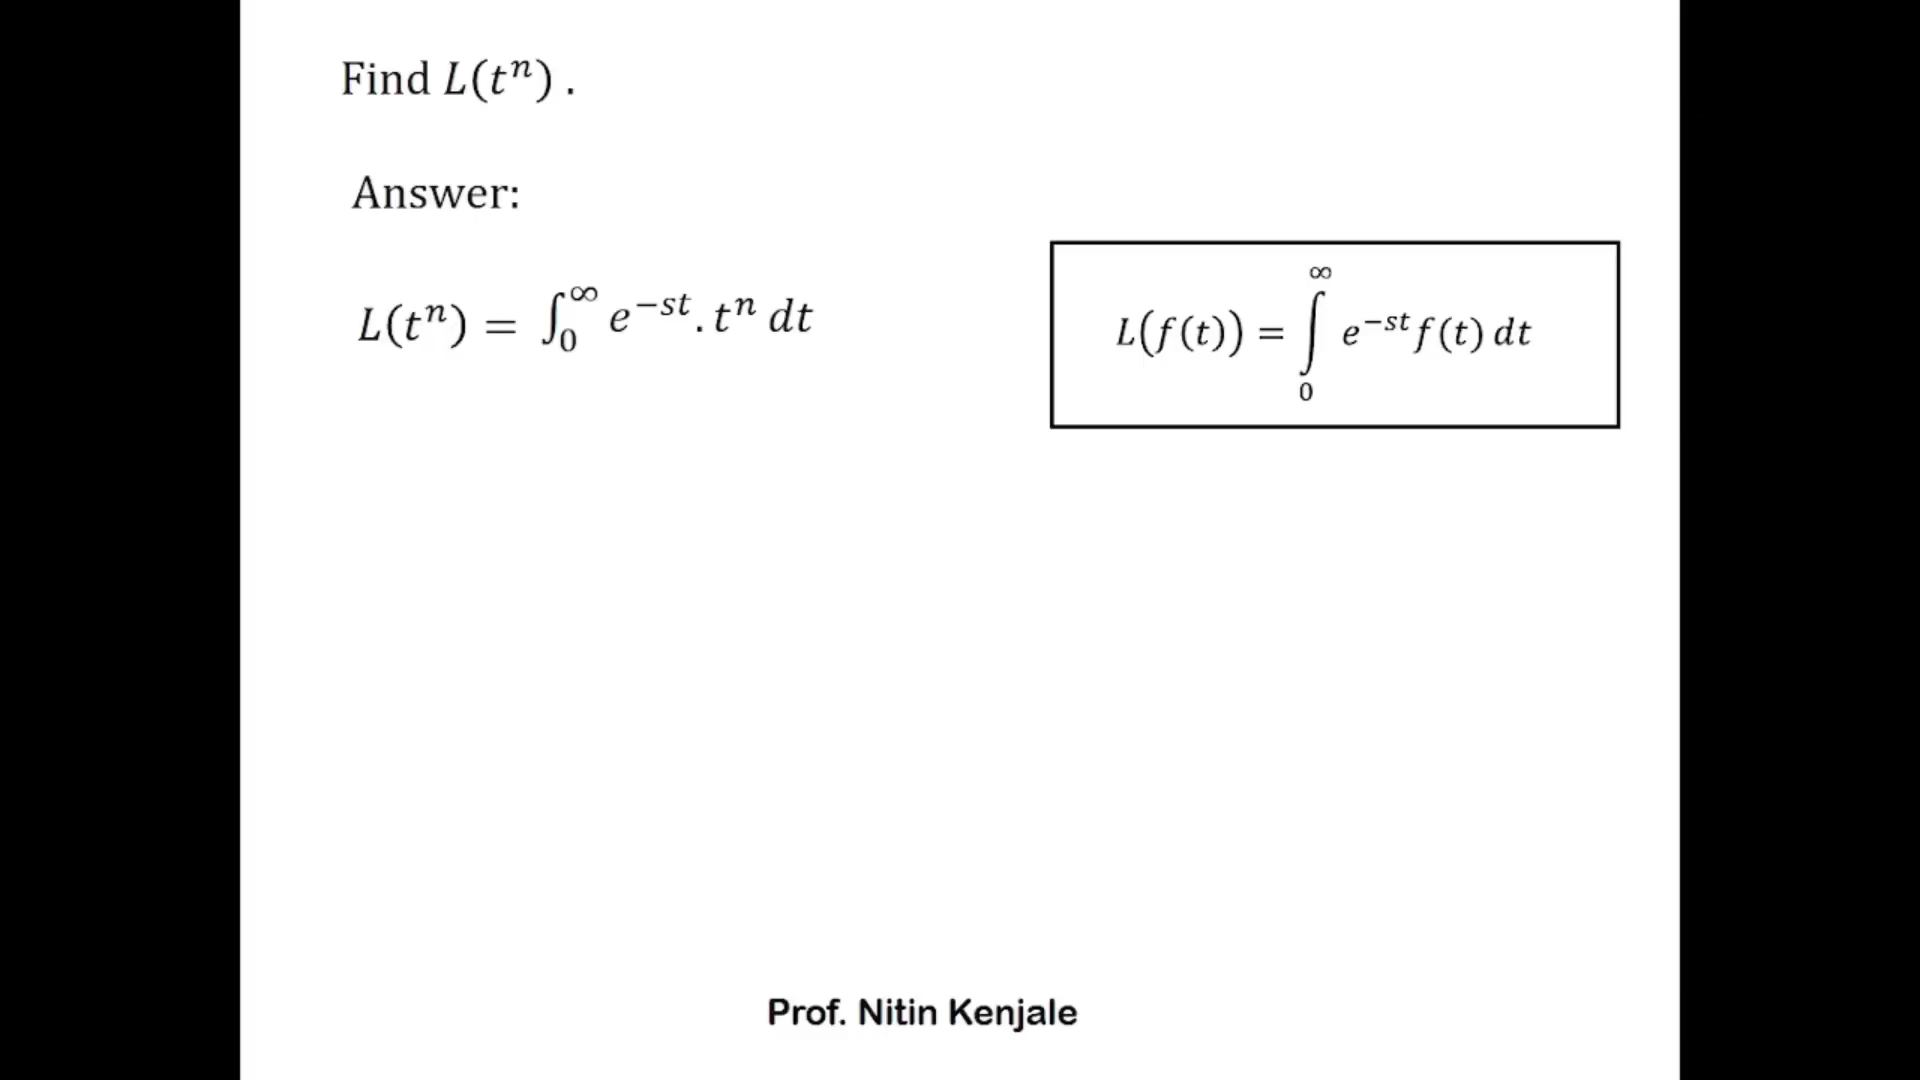 Find L(tⁿ) .
Answer:
L(tⁿ) = ∫₀^∞ e^{−st} . tⁿ dt
L(f(t)) = ∫₀^∞ e^{−st} f(t) dt
Prof. Nitin Kenjale